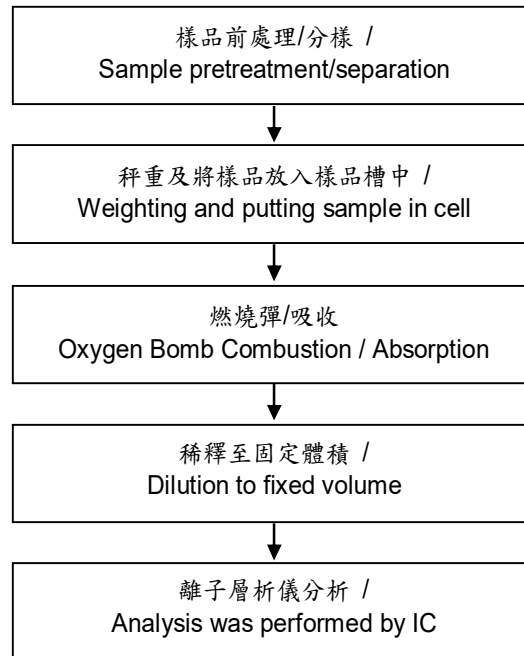 樣品前處理/分樣 /
Sample pretreatment/separation
秤重及將樣品放入樣品槽中 /
Weighting and putting sample in cell
燃燒彈/吸收
Oxygen Bomb Combustion / Absorption
稀釋至固定體積 /
Dilution to fixed volume
離子層析儀分析 /
Analysis was performed by IC